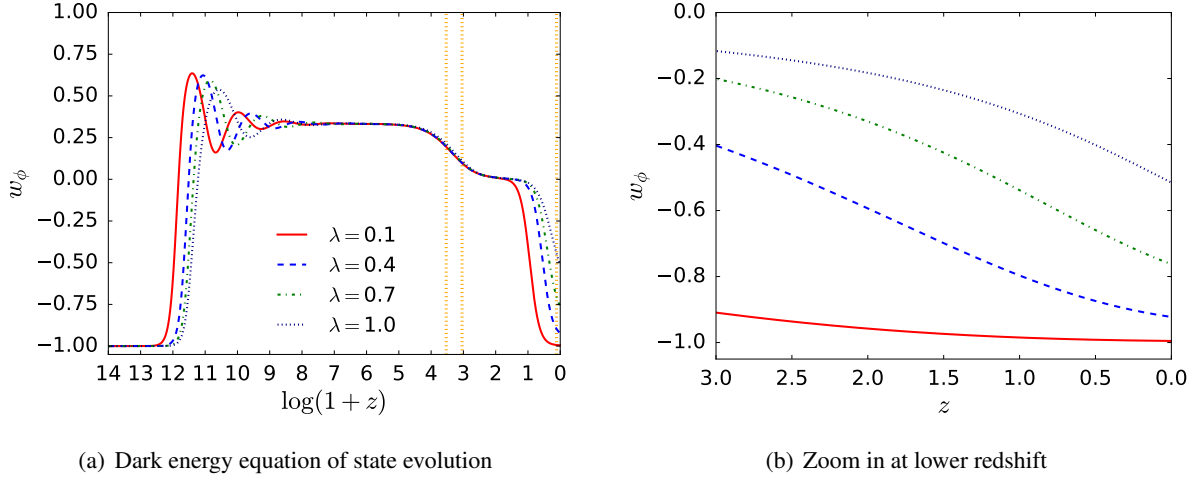 1.00
0.75
0.50
0.25
0.00
−0.25
−0.50
−0.75
−1.00
w_ϕ
λ = 0.1
λ = 0.4
λ = 0.7
λ = 1.0
14 13 12 11 10 9 8 7 6 5 4 3 2 1 0
log(1 + z)
(a) Dark energy equation of state evolution
−0.0
−0.2
−0.4
−0.6
−0.8
−1.0
w_ϕ
3.0 2.5 2.0 1.5 1.0 0.5 0.0
z
(b) Zoom in at lower redshift